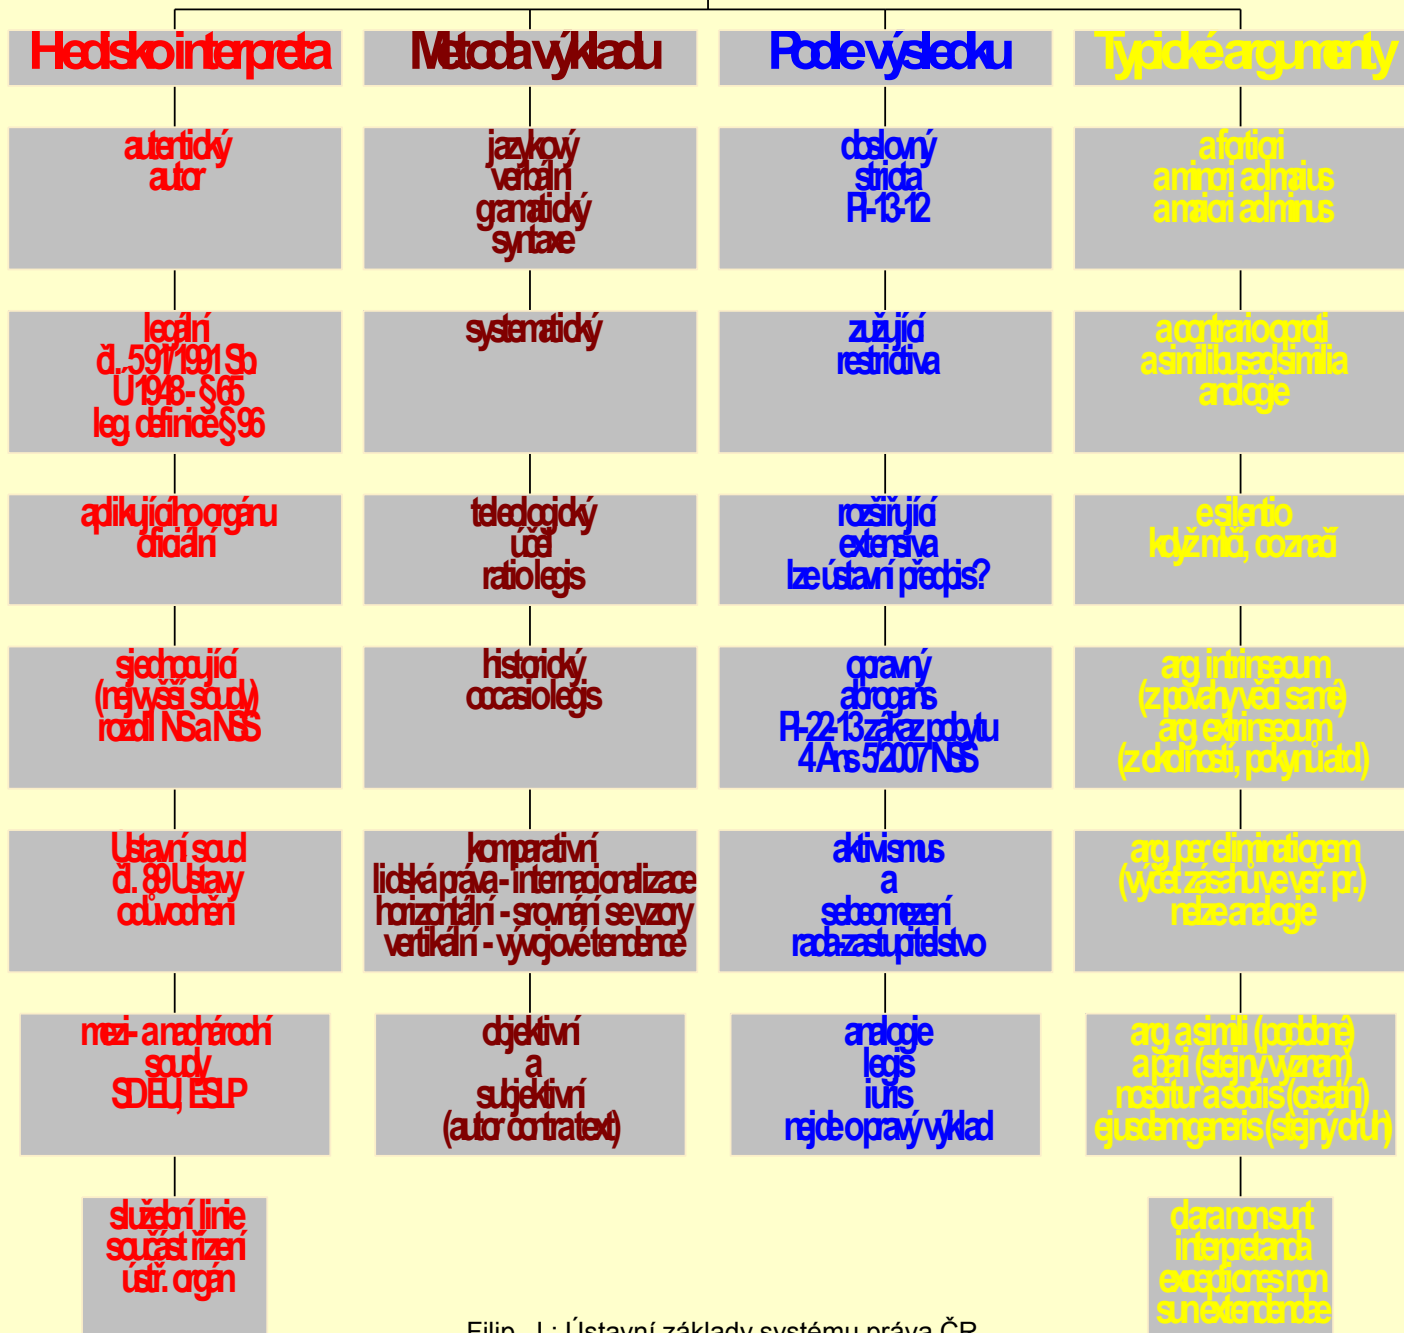 Hledisko interpreta
Metoda výkladu
Podle výsledku
Typické argumenty
autentický
autor
jazykový
verbální
gramatický
syntaxe
doslovný
stricta
Pl-13-12
a fortiori
a minori ad maius
a maiori ad minus
legální
čl. 5 91/1991 Sb
Ú 1948 - § 65
leg. definice § 96
systematický
zužující
restrictiva
a contrario oproti
a similibus ad similia
analogie
aplikujícího orgánu
oficiální
teleologický
účel
ratio legis
rozšiřující
extensiva
lze ústavní předpis?
e silentio
když mlčí, co značí
sjednocující
(nejvyšší soudy)
rozdíl NS a NSS
historický
occasio legis
opravný
abrogans
Pl-22-13 zákaz pobytu
4 Ans 5/2007 NSS
arg. intrinsecum
(z povahy věci samé)
arg. extrinsecum
(z okolností, pokynů atd.)
Ústavní soud
čl. 89 Ústavy
odůvodnění
komparativní
lidská práva - internacionalizace
horizontální - srovnání se vzory
vertikální - vývojové tendence
aktivismus
a
sebeomezení
rada-zastupitelstvo
arg. per eliminationem
(výčet zásahů ve veř. pr.)
nelze analogie
mezi- a nadnárodní
soudy
SDEU, ESLP
objektivní
a
subjektivní
(autor contra text)
analogie
legis
iuris
nejde o pravý výklad
arg. a simili (podobné)
a pari (stejný význam)
noscitur a sociis (ostatní)
ejusdem generis (stejný druh)
služební linie
součást řízení
ústř. orgán
clara non sunt
interpretanda
exceptiones non
sun extendendae
Filip, J.: Ústavní základy systému práva ČR